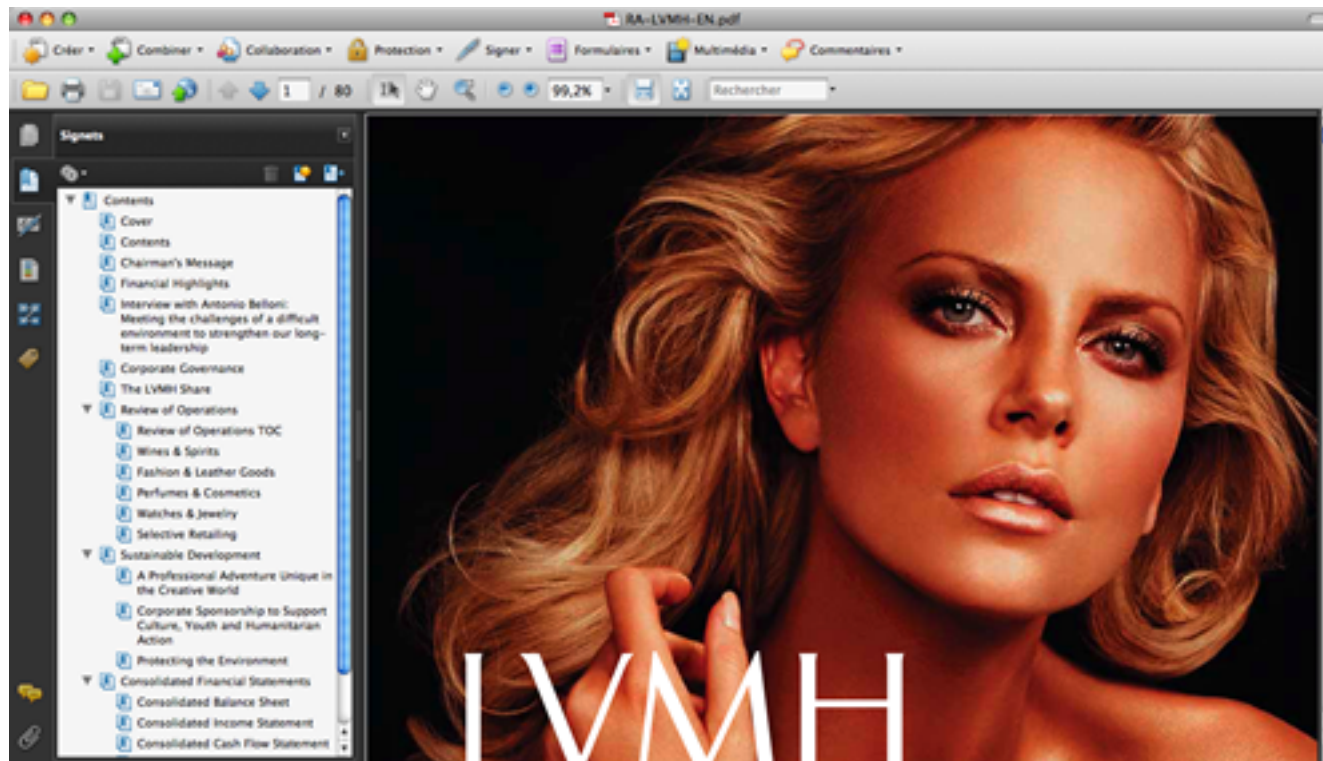 RA-LVMH-EN.pdf
Créer Combiner Collaboration Protection Signer Formulaires Multimédia Commentaires
1 / 80 99,2% Rechercher
Signets
Contents
Cover
Contents
Chairman's Message
Financial Highlights
Interview with Antonio Belloni:
Meeting the challenges of a difficult
environment to strengthen our long-
term leadership
Corporate Governance
The LVMH Share
Review of Operations
Review of Operations TOC
Wines & Spirits
Fashion & Leather Goods
Perfumes & Cosmetics
Watches & Jewelry
Selective Retailing
Sustainable Development
A Professional Adventure Unique in
the Creative World
Corporate Sponsorship to Support
Culture, Youth and Humanitarian
Action
Protecting the Environment
Consolidated Financial Statements
Consolidated Balance Sheet
Consolidated Income Statement
Consolidated Cash Flow Statement
LVMH